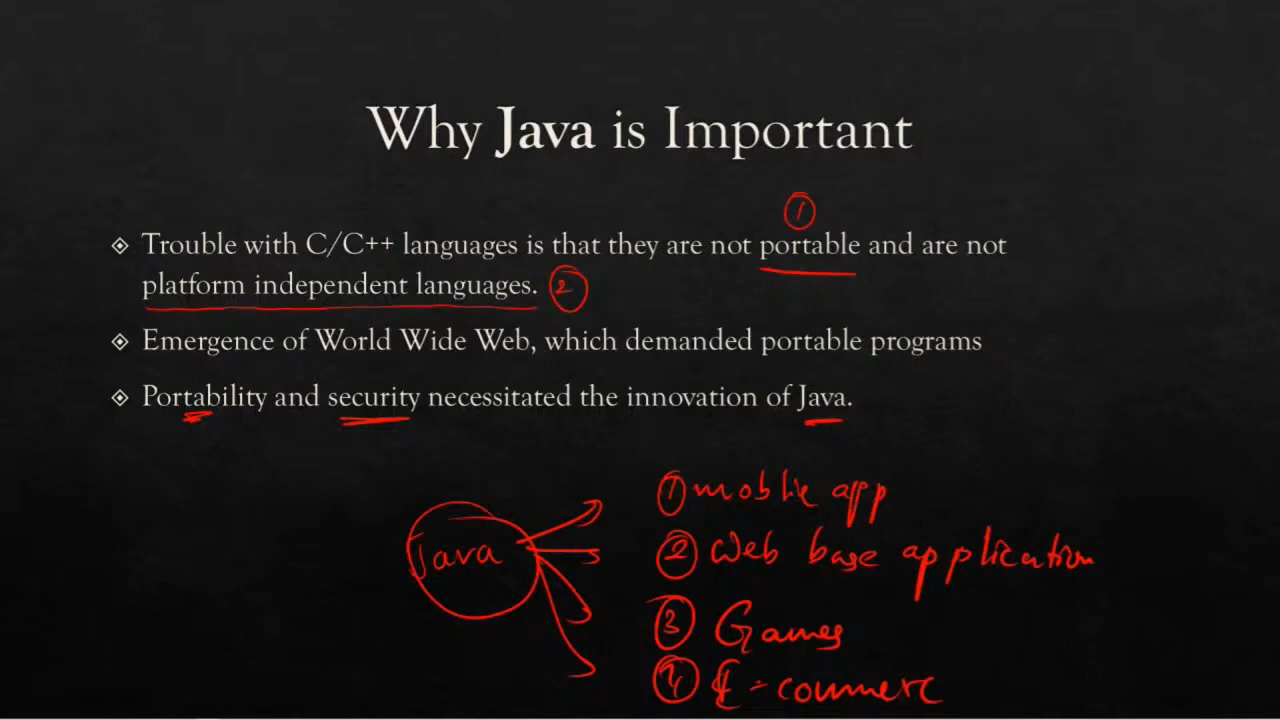 Why Java is Important
①
Trouble with C/C++ languages is that they are not portable and are not
platform independent languages. ②
Emergence of World Wide Web, which demanded portable programs
Portability and security necessitated the innovation of Java.
Java
① moblie app
② Web base application
③ Games
④ E-commerc